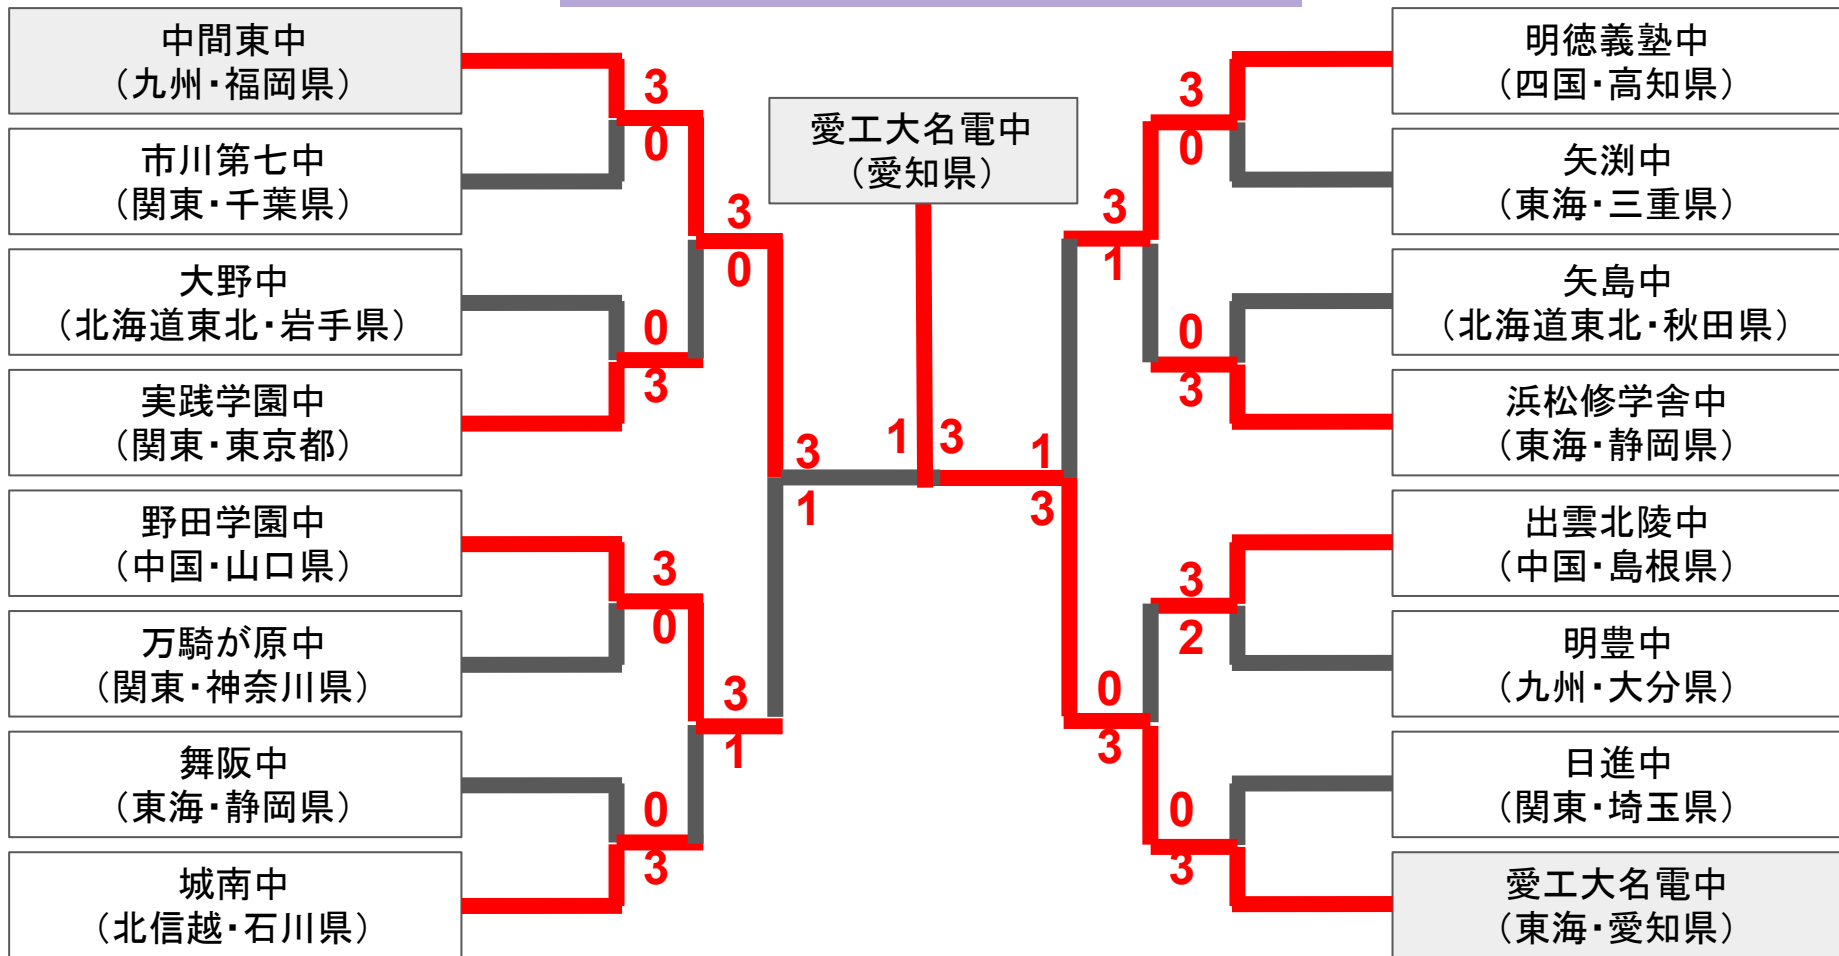 中間東中
（九州・福岡県）
市川第七中
（関東・千葉県）
大野中
（北海道東北・岩手県）
実践学園中
（関東・東京都）
野田学園中
（中国・山口県）
万騎が原中
（関東・神奈川県）
舞阪中
（東海・静岡県）
城南中
（北信越・石川県）
3
0
0
3
3
0
0
3
3
0
3
1
3
1
愛工大名電中
（愛知県）
1 3
1
3
3
1
0
3
3
0
0
3
3
2
0
3
明徳義塾中
（四国・高知県）
矢渕中
（東海・三重県）
矢島中
（北海道東北・秋田県）
浜松修学舎中
（東海・静岡県）
出雲北陵中
（中国・島根県）
明豊中
（九州・大分県）
日進中
（関東・埼玉県）
愛工大名電中
（東海・愛知県）